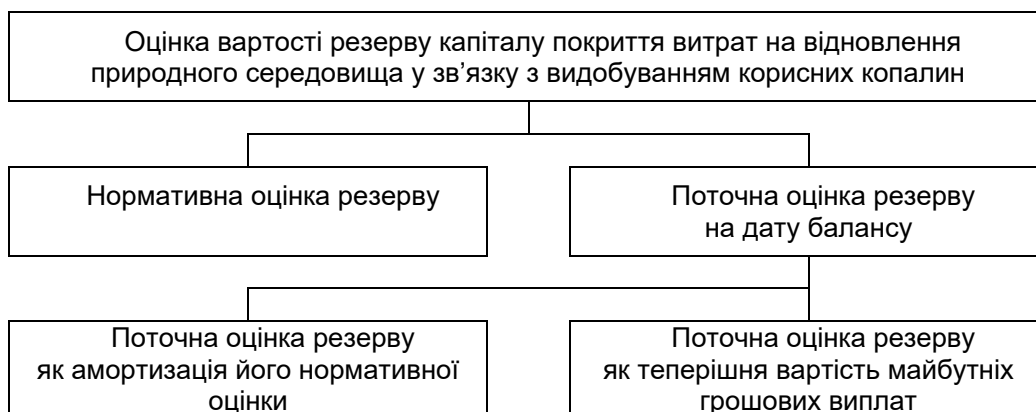 Оцінка вартості резерву капіталу покриття витрат на відновлення
природного середовища у зв’язку з видобуванням корисних копалин
Нормативна оцінка резерву
Поточна оцінка резерву
на дату балансу
Поточна оцінка резерву
як амортизація його нормативної
оцінки
Поточна оцінка резерву
як теперішня вартість майбутніх
грошових виплат